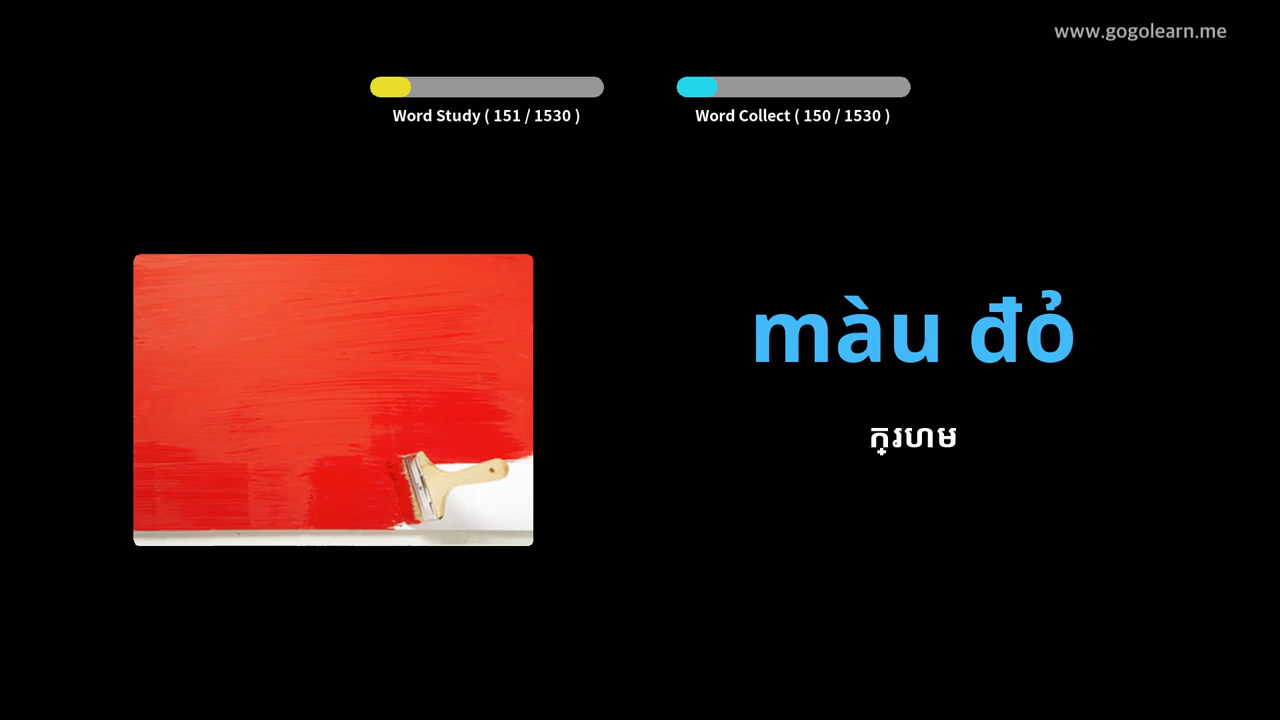 www.gogolearn.me
Word Study ( 151 / 1530 )
Word Collect ( 150 / 1530 )
màu đỏ
ក្រហម